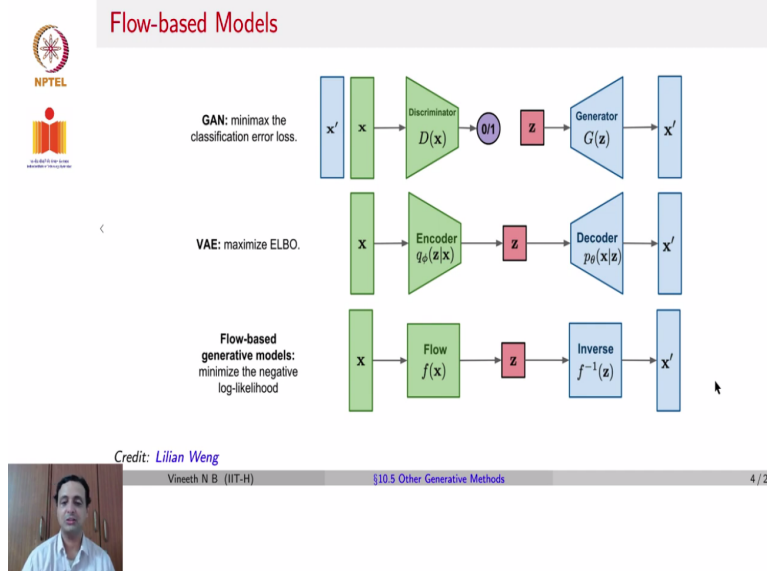 Flow-based Models
NPTEL
GAN: minimax the
classification error loss.
x′
x
Discriminator
D(x)
0/1
z
Generator
G(z)
x′
VAE: maximize ELBO.
x
Encoder
qϕ(z|x)
z
Decoder
pθ(x|z)
x′
Flow-based
generative models:
minimize the negative
log-likelihood
x
Flow
f(x)
z
Inverse
f⁻¹(z)
x′
Credit: Lilian Weng
Vineeth N B (IIT-H)
§10.5 Other Generative Methods
4 / 2